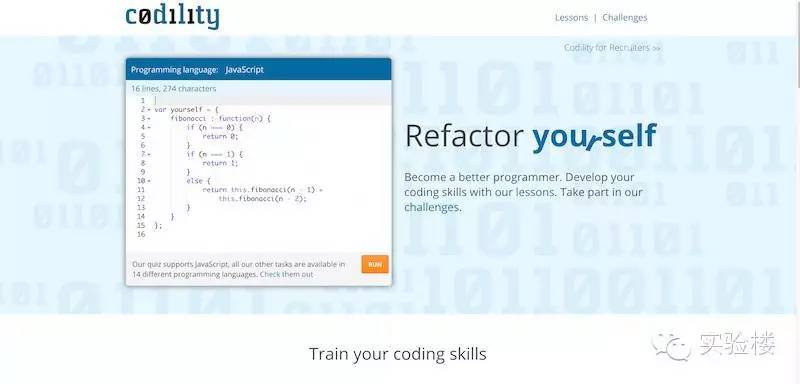 codility
Lessons | Challenges
Codility for Recruiters >>
Programming language: JavaScript
16 lines, 274 characters
1
2 var yourself = {
3 fibonacci : function(n) {
4 if (n === 0) {
5 return 0;
6 }
7 if (n === 1) {
8 return 1;
9 }
10 else {
11 return this.fibonacci(n - 1) +
12 this.fibonacci(n - 2);
13 }
14 }
15 };
16
Our quiz supports JavaScript, all our other tasks are available in
14 different programming languages. Check them out
RUN
Refactor yourself
Become a better programmer. Develop your
coding skills with our lessons. Take part in our
challenges.
Train your coding skills
实验楼